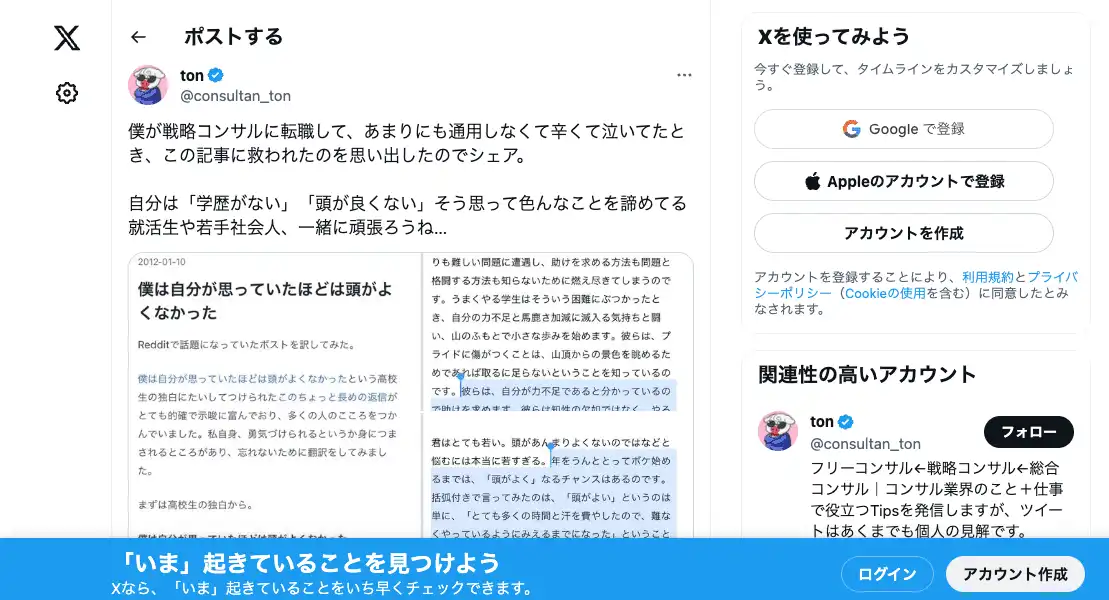 ポストする
ton
@consultan_ton
僕が戦略コンサルに転職して、あまりにも通用しなくて辛くて泣いてたと
き、この記事に救われたのを思い出したのでシェア。
自分は「学歴がない」「頭が良くない」そう思って色んなことを諦めてる
就活生や若手社会人、一緒に頑張ろうね...
2012-01-10
僕は自分が思っていたほどは頭がよ
くなかった
Redditで話題になっていたポストを訳してみた。
僕は自分が思っていたほどは頭がよくなかったという高校
生の独白にたいしてつけられたこのちょっと長めの返信が
とても的確で示唆に富んでおり、多くの人のこころをつか
んでいました。私自身、勇気づけられるというか身につま
されるところがあり、忘れないために翻訳をしてみまし
た。
まずは高校生の独白から。
僕は自分が思っていたほどは頭がよくなかった
りも難しい問題に遭遇し、助けを求める方法も問題と
格闘する方法も知らないために燃え尽きてしまうので
す。うまくやる学生はそういう困難にぶつかったと
き、自分の力不足と馬鹿さ加減に滅入る気持ちと闘
い、山のふもとで小さな歩みを始めます。彼らは、プ
ライドに傷がつくことは、山頂からの景色を眺めるた
めであれば取るに足らないということを知っているの
です。彼らは、自分が力不足であると分かっているの
で助けを求めます。彼らは知性の欠如ではなく、やる
君はとても若い。頭があんまりよくないのではなどと
悩むには本当に若すぎる。年をうんととってボケ始め
るまでは、「頭がよく」なるチャンスはあるのです。
括弧付きで言ってみたのは、「頭がよい」というのは
単に、「とても多くの時間と汗を費やしたので、難な
くやっているようにみえるまでになった」ということ
Xを使ってみよう
今すぐ登録して、タイムラインをカスタマイズしましょ
う。
Google で登録
Appleのアカウントで登録
アカウントを作成
アカウントを登録することにより、利用規約とプライバ
シーポリシー（Cookieの使用を含む）に同意したとみ
なされます。
関連性の高いアカウント
ton
@consultan_ton
フォロー
フリーコンサル←戦略コンサル←総合
コンサル｜コンサル業界のこと＋仕事
で役立つTipsを発信しますが、ツイー
トはあくまでも個人の見解です。
「いま」起きていることを見つけよう
Xなら、「いま」起きていることをいち早くチェックできます。
ログイン
アカウント作成